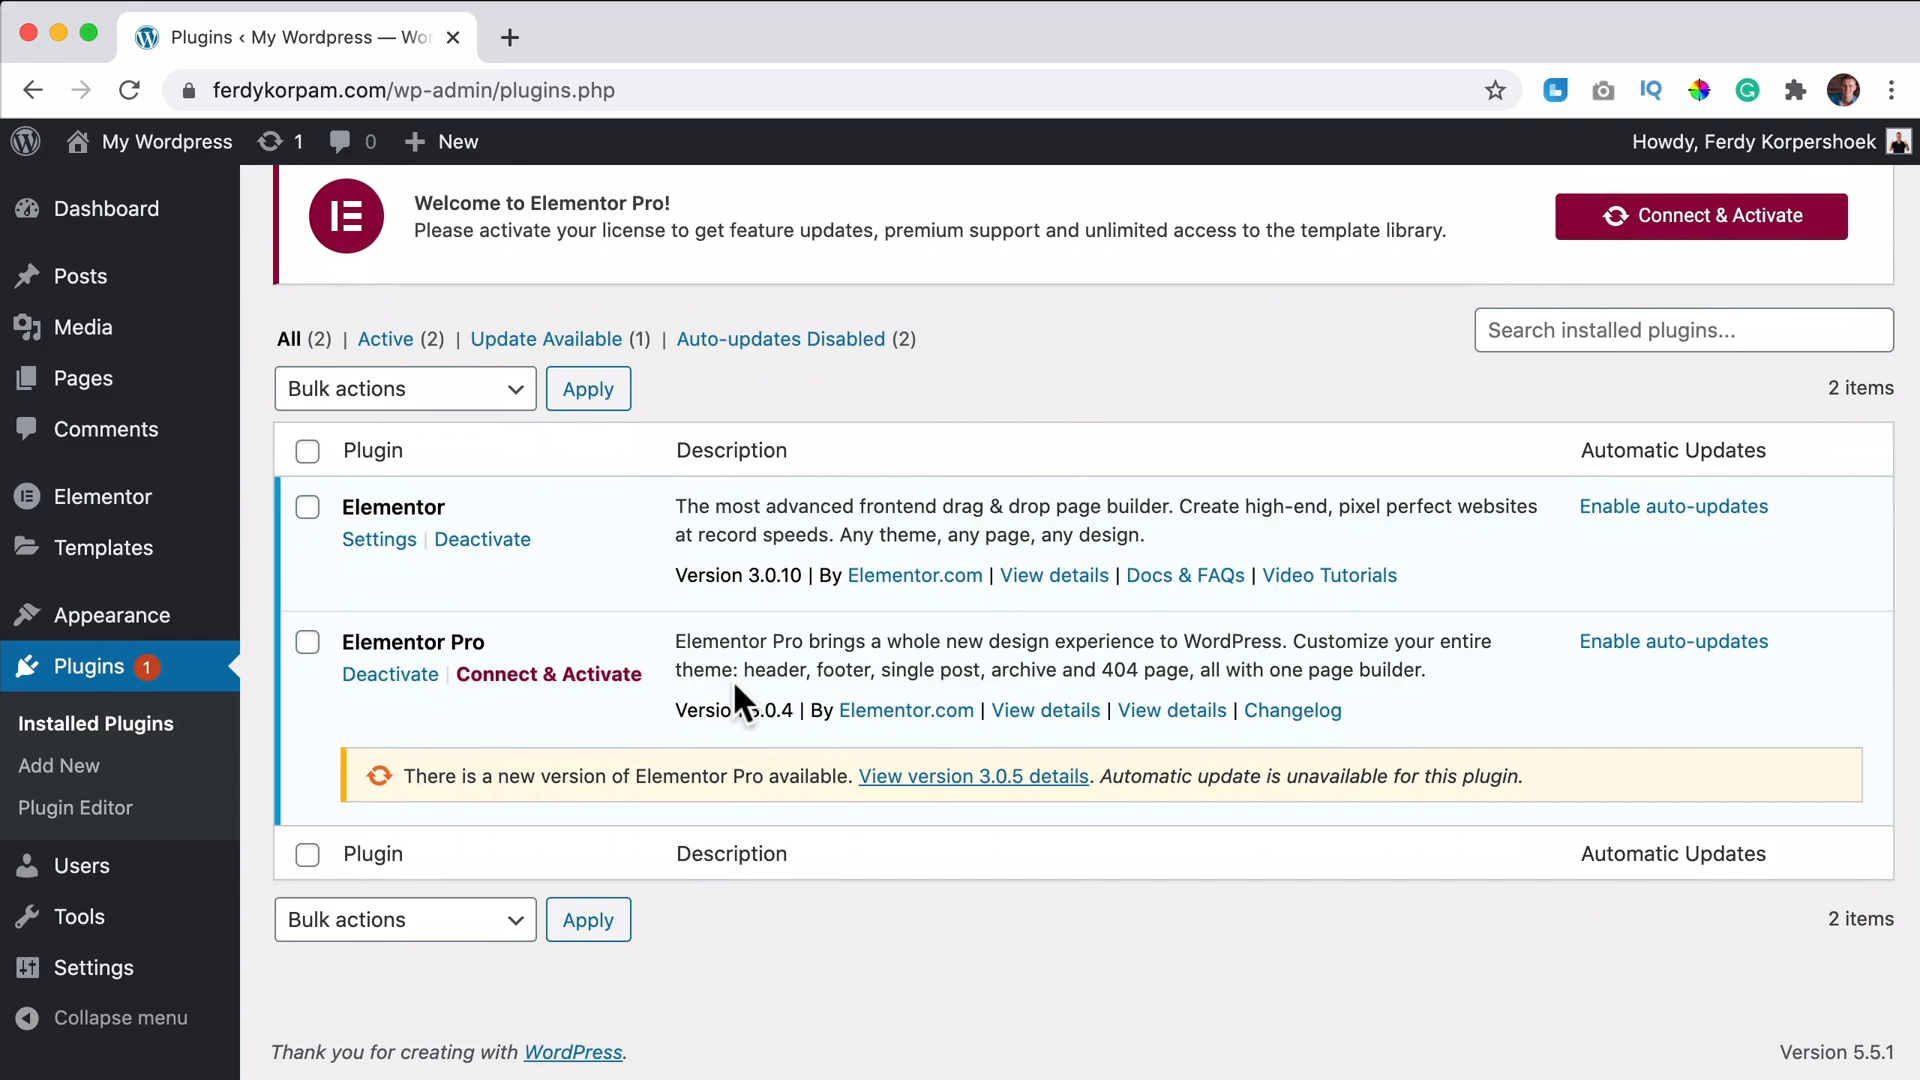 Plugins ‹ My Wordpress — Wor
ferdykorpam.com/wp-admin/plugins.php
IQ
My Wordpress 1 0 New
Howdy, Ferdy Korpershoek
Dashboard
Posts
Media
Pages
Comments
Elementor
Templates
Appearance
Plugins 1
Installed Plugins
Add New
Plugin Editor
Users
Tools
Settings
Collapse menu
Welcome to Elementor Pro!
Please activate your license to get feature updates, premium support and unlimited access to the template library.
Connect & Activate
All (2) | Active (2) | Update Available (1) | Auto-updates Disabled (2)
Search installed plugins...
Bulk actions Apply
2 items
Plugin Description Automatic Updates
Elementor
Settings | Deactivate
The most advanced frontend drag & drop page builder. Create high-end, pixel perfect websites
at record speeds. Any theme, any page, any design.
Version 3.0.10 | By Elementor.com | View details | Docs & FAQs | Video Tutorials
Enable auto-updates
Elementor Pro
Deactivate | Connect & Activate
Elementor Pro brings a whole new design experience to WordPress. Customize your entire
theme: header, footer, single post, archive and 404 page, all with one page builder.
.0.4 | By Elementor.com | View details | View details | Changelog
Enable auto-updates
There is a new version of Elementor Pro available. View version 3.0.5 details. Automatic update is unavailable for this plugin.
Plugin Description Automatic Updates
Bulk actions Apply
2 items
Thank you for creating with WordPress.
Version 5.5.1